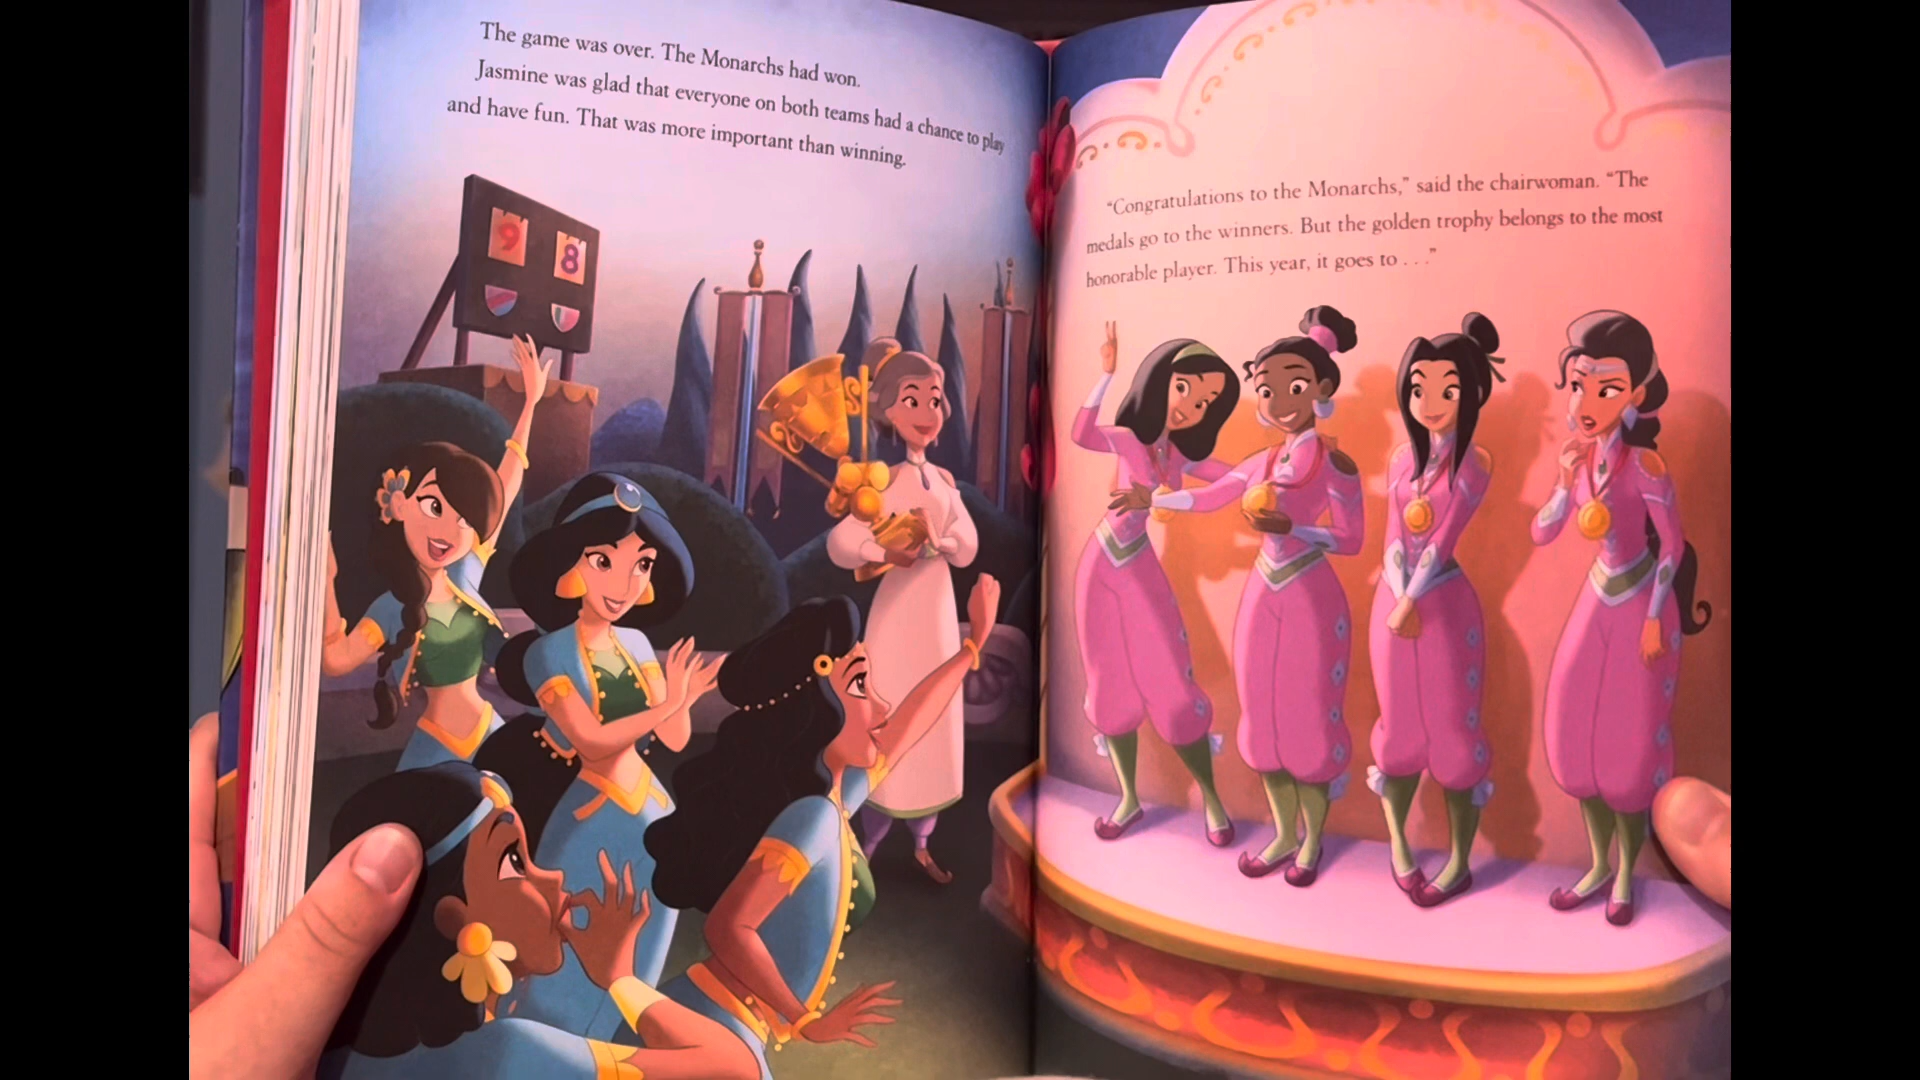 The game was over. The Monarchs had won.
Jasmine was glad that everyone on both teams had a chance to play
and have fun. That was more important than winning.
9 8
“Congratulations to the Monarchs,” said the chairwoman. “The
medals go to the winners. But the golden trophy belongs to the most
honorable player. This year, it goes to . . .”